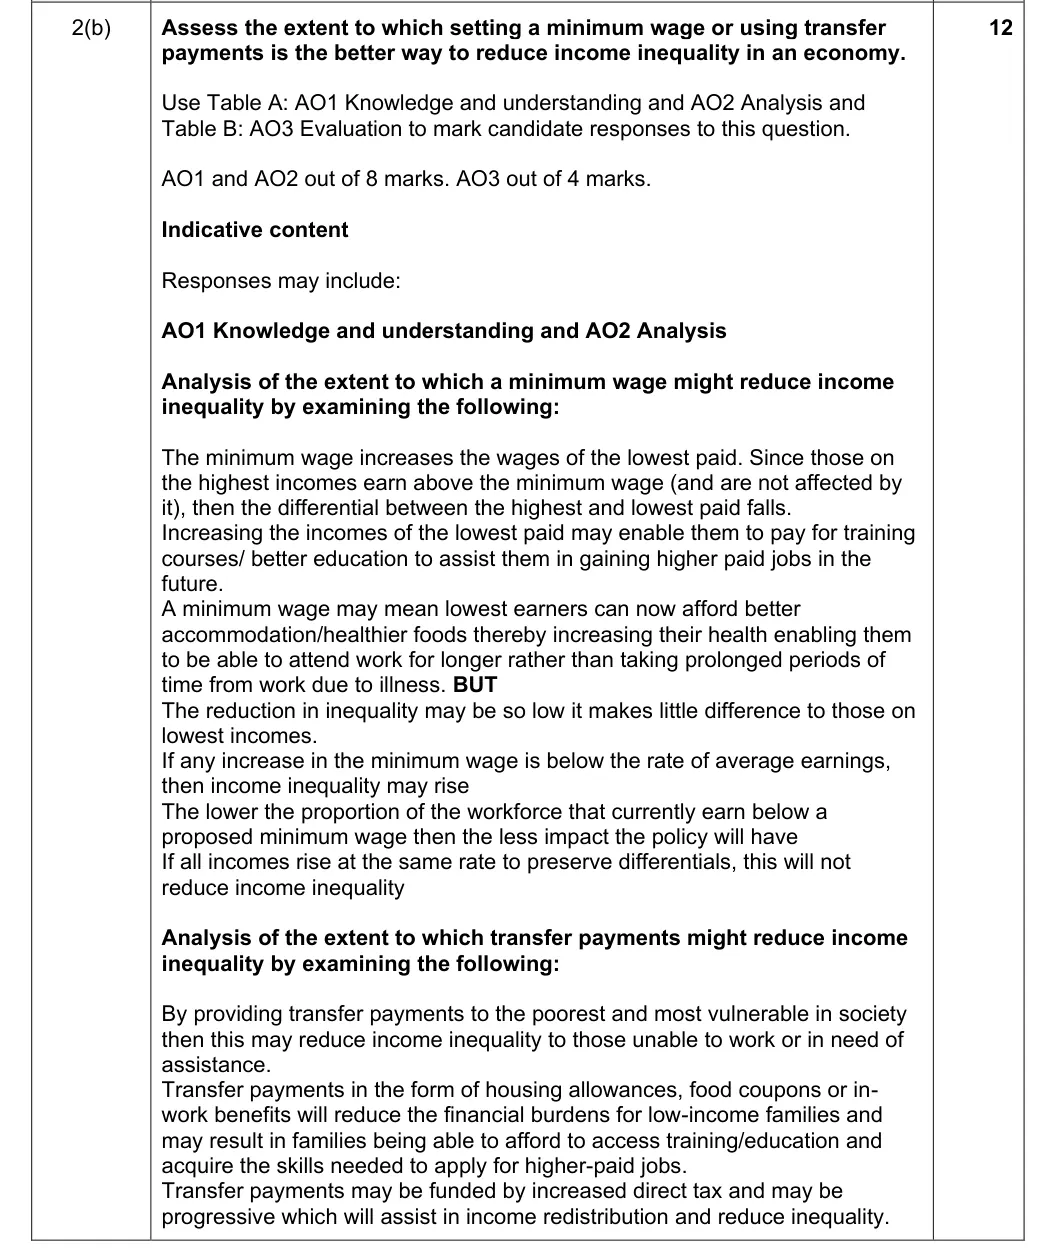 2(b)
Assess the extent to which setting a minimum wage or using transfer
payments is the better way to reduce income inequality in an economy.
12
Use Table A: AO1 Knowledge and understanding and AO2 Analysis and
Table B: AO3 Evaluation to mark candidate responses to this question.
AO1 and AO2 out of 8 marks. AO3 out of 4 marks.
Indicative content
Responses may include:
AO1 Knowledge and understanding and AO2 Analysis
Analysis of the extent to which a minimum wage might reduce income
inequality by examining the following:
The minimum wage increases the wages of the lowest paid. Since those on
the highest incomes earn above the minimum wage (and are not affected by
it), then the differential between the highest and lowest paid falls.
Increasing the incomes of the lowest paid may enable them to pay for training
courses/ better education to assist them in gaining higher paid jobs in the
future.
A minimum wage may mean lowest earners can now afford better
accommodation/healthier foods thereby increasing their health enabling them
to be able to attend work for longer rather than taking prolonged periods of
time from work due to illness. BUT
The reduction in inequality may be so low it makes little difference to those on
lowest incomes.
If any increase in the minimum wage is below the rate of average earnings,
then income inequality may rise
The lower the proportion of the workforce that currently earn below a
proposed minimum wage then the less impact the policy will have
If all incomes rise at the same rate to preserve differentials, this will not
reduce income inequality
Analysis of the extent to which transfer payments might reduce income
inequality by examining the following:
By providing transfer payments to the poorest and most vulnerable in society
then this may reduce income inequality to those unable to work or in need of
assistance.
Transfer payments in the form of housing allowances, food coupons or in-
work benefits will reduce the financial burdens for low-income families and
may result in families being able to afford to access training/education and
acquire the skills needed to apply for higher-paid jobs.
Transfer payments may be funded by increased direct tax and may be
progressive which will assist in income redistribution and reduce inequality.